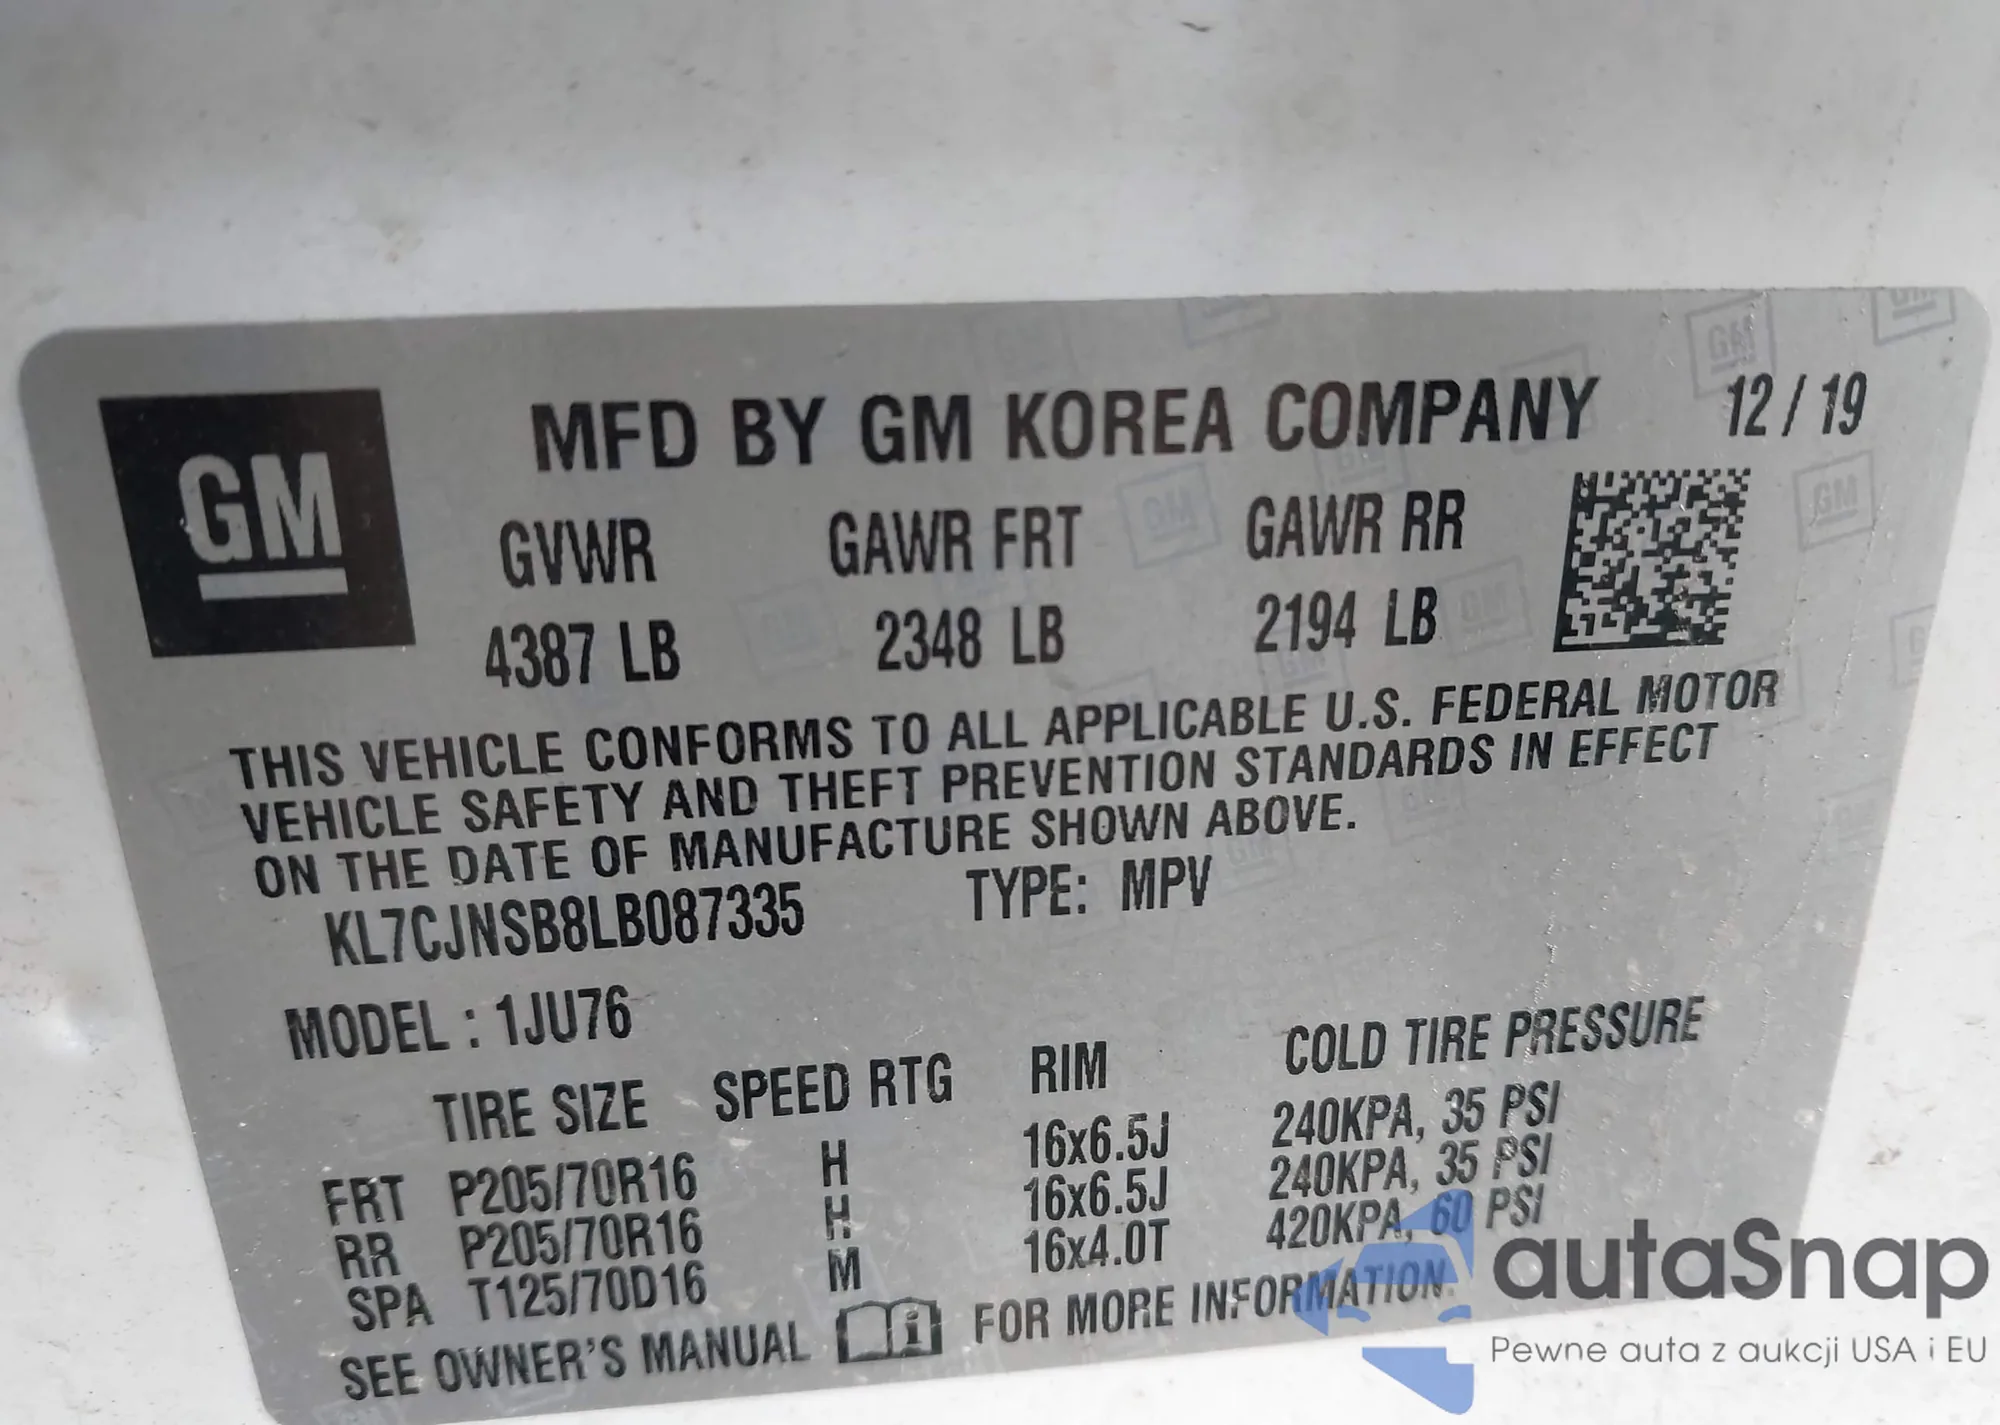 GM
MFD BY GM KOREA COMPANY 12/19
GVWR GAWR FRT GAWR RR
4387 LB 2348 LB 2194 LB
THIS VEHICLE CONFORMS TO ALL APPLICABLE U.S. FEDERAL MOTOR
VEHICLE SAFETY AND THEFT PREVENTION STANDARDS IN EFFECT
ON THE DATE OF MANUFACTURE SHOWN ABOVE.
KL7CJNSB8LB087335 TYPE: MPV
MODEL : 1JU76
TIRE SIZE SPEED RTG RIM COLD TIRE PRESSURE
FRT P205/70R16 H 16x6.5J 240KPA, 35 PSI
RR P205/70R16 H 16x6.5J 240KPA, 35 PSI
SPA T125/70D16 M 16x4.0T 420KPA, 60 PSI
SEE OWNER'S MANUAL FOR MORE INFORMATION.
autaSnap
Pewne auta z aukcji USA i EU